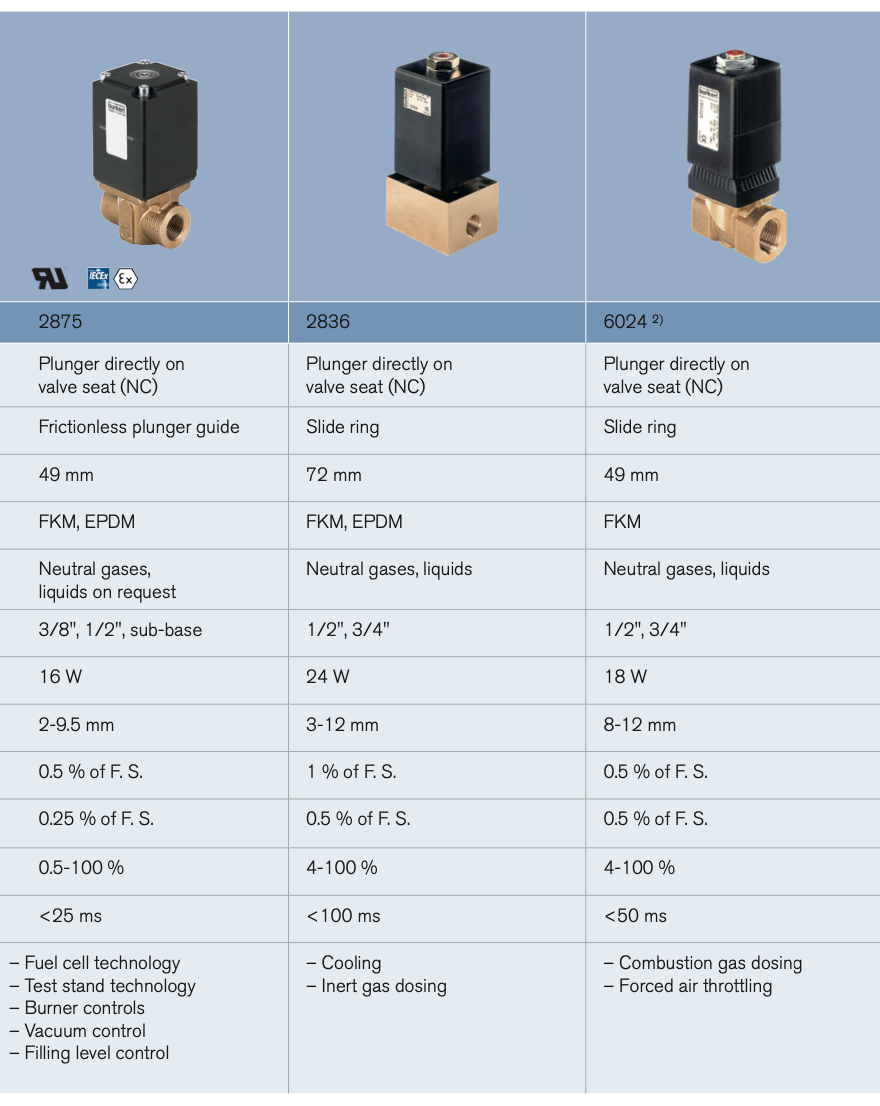 burkert
IECEx
Ex
2875
2836
6024 2)
Plunger directly on
valve seat (NC)
Plunger directly on
valve seat (NC)
Plunger directly on
valve seat (NC)
Frictionless plunger guide
Slide ring
Slide ring
49 mm
72 mm
49 mm
FKM, EPDM
FKM, EPDM
FKM
Neutral gases,
liquids on request
Neutral gases, liquids
Neutral gases, liquids
3/8", 1/2", sub-base
1/2", 3/4"
1/2", 3/4"
16 W
24 W
18 W
2-9.5 mm
3-12 mm
8-12 mm
0.5 % of F. S.
1 % of F. S.
0.5 % of F. S.
0.25 % of F. S.
0.5 % of F. S.
0.5 % of F. S.
0.5-100 %
4-100 %
4-100 %
<25 ms
<100 ms
<50 ms
– Fuel cell technology
– Test stand technology
– Burner controls
– Vacuum control
– Filling level control
– Cooling
– Inert gas dosing
– Combustion gas dosing
– Forced air throttling